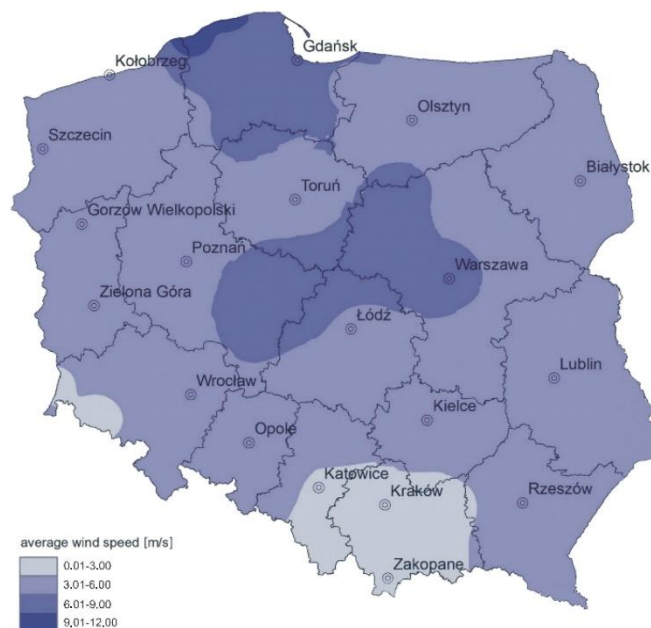 Gdańsk
Kołobrzeg
Olsztyn
Szczecin
Białystok
Toruń
Gorzów Wielkopolski
Poznań
Warszawa
Zielona Góra
Łódź
Lublin
Wrocław
Kielce
Opole
Katowice
Kraków
Rzeszów
Zakopane
average wind speed [m/s]
0.01-3.00
3.01-6.00
6.01-9.00
9.01-12.00